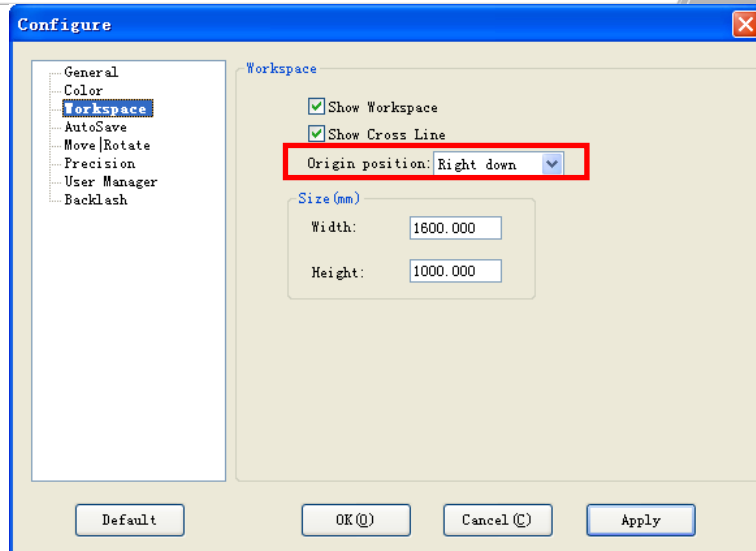 Configure
General
Color
Workspace
AutoSave
Move|Rotate
Precision
User Manager
Backlash
Workspace
Show Workspace
Show Cross Line
Origin position: Right down
Size(mm)
Width: 1600.000
Height: 1000.000
Default
OK(O)
Cancel(C)
Apply